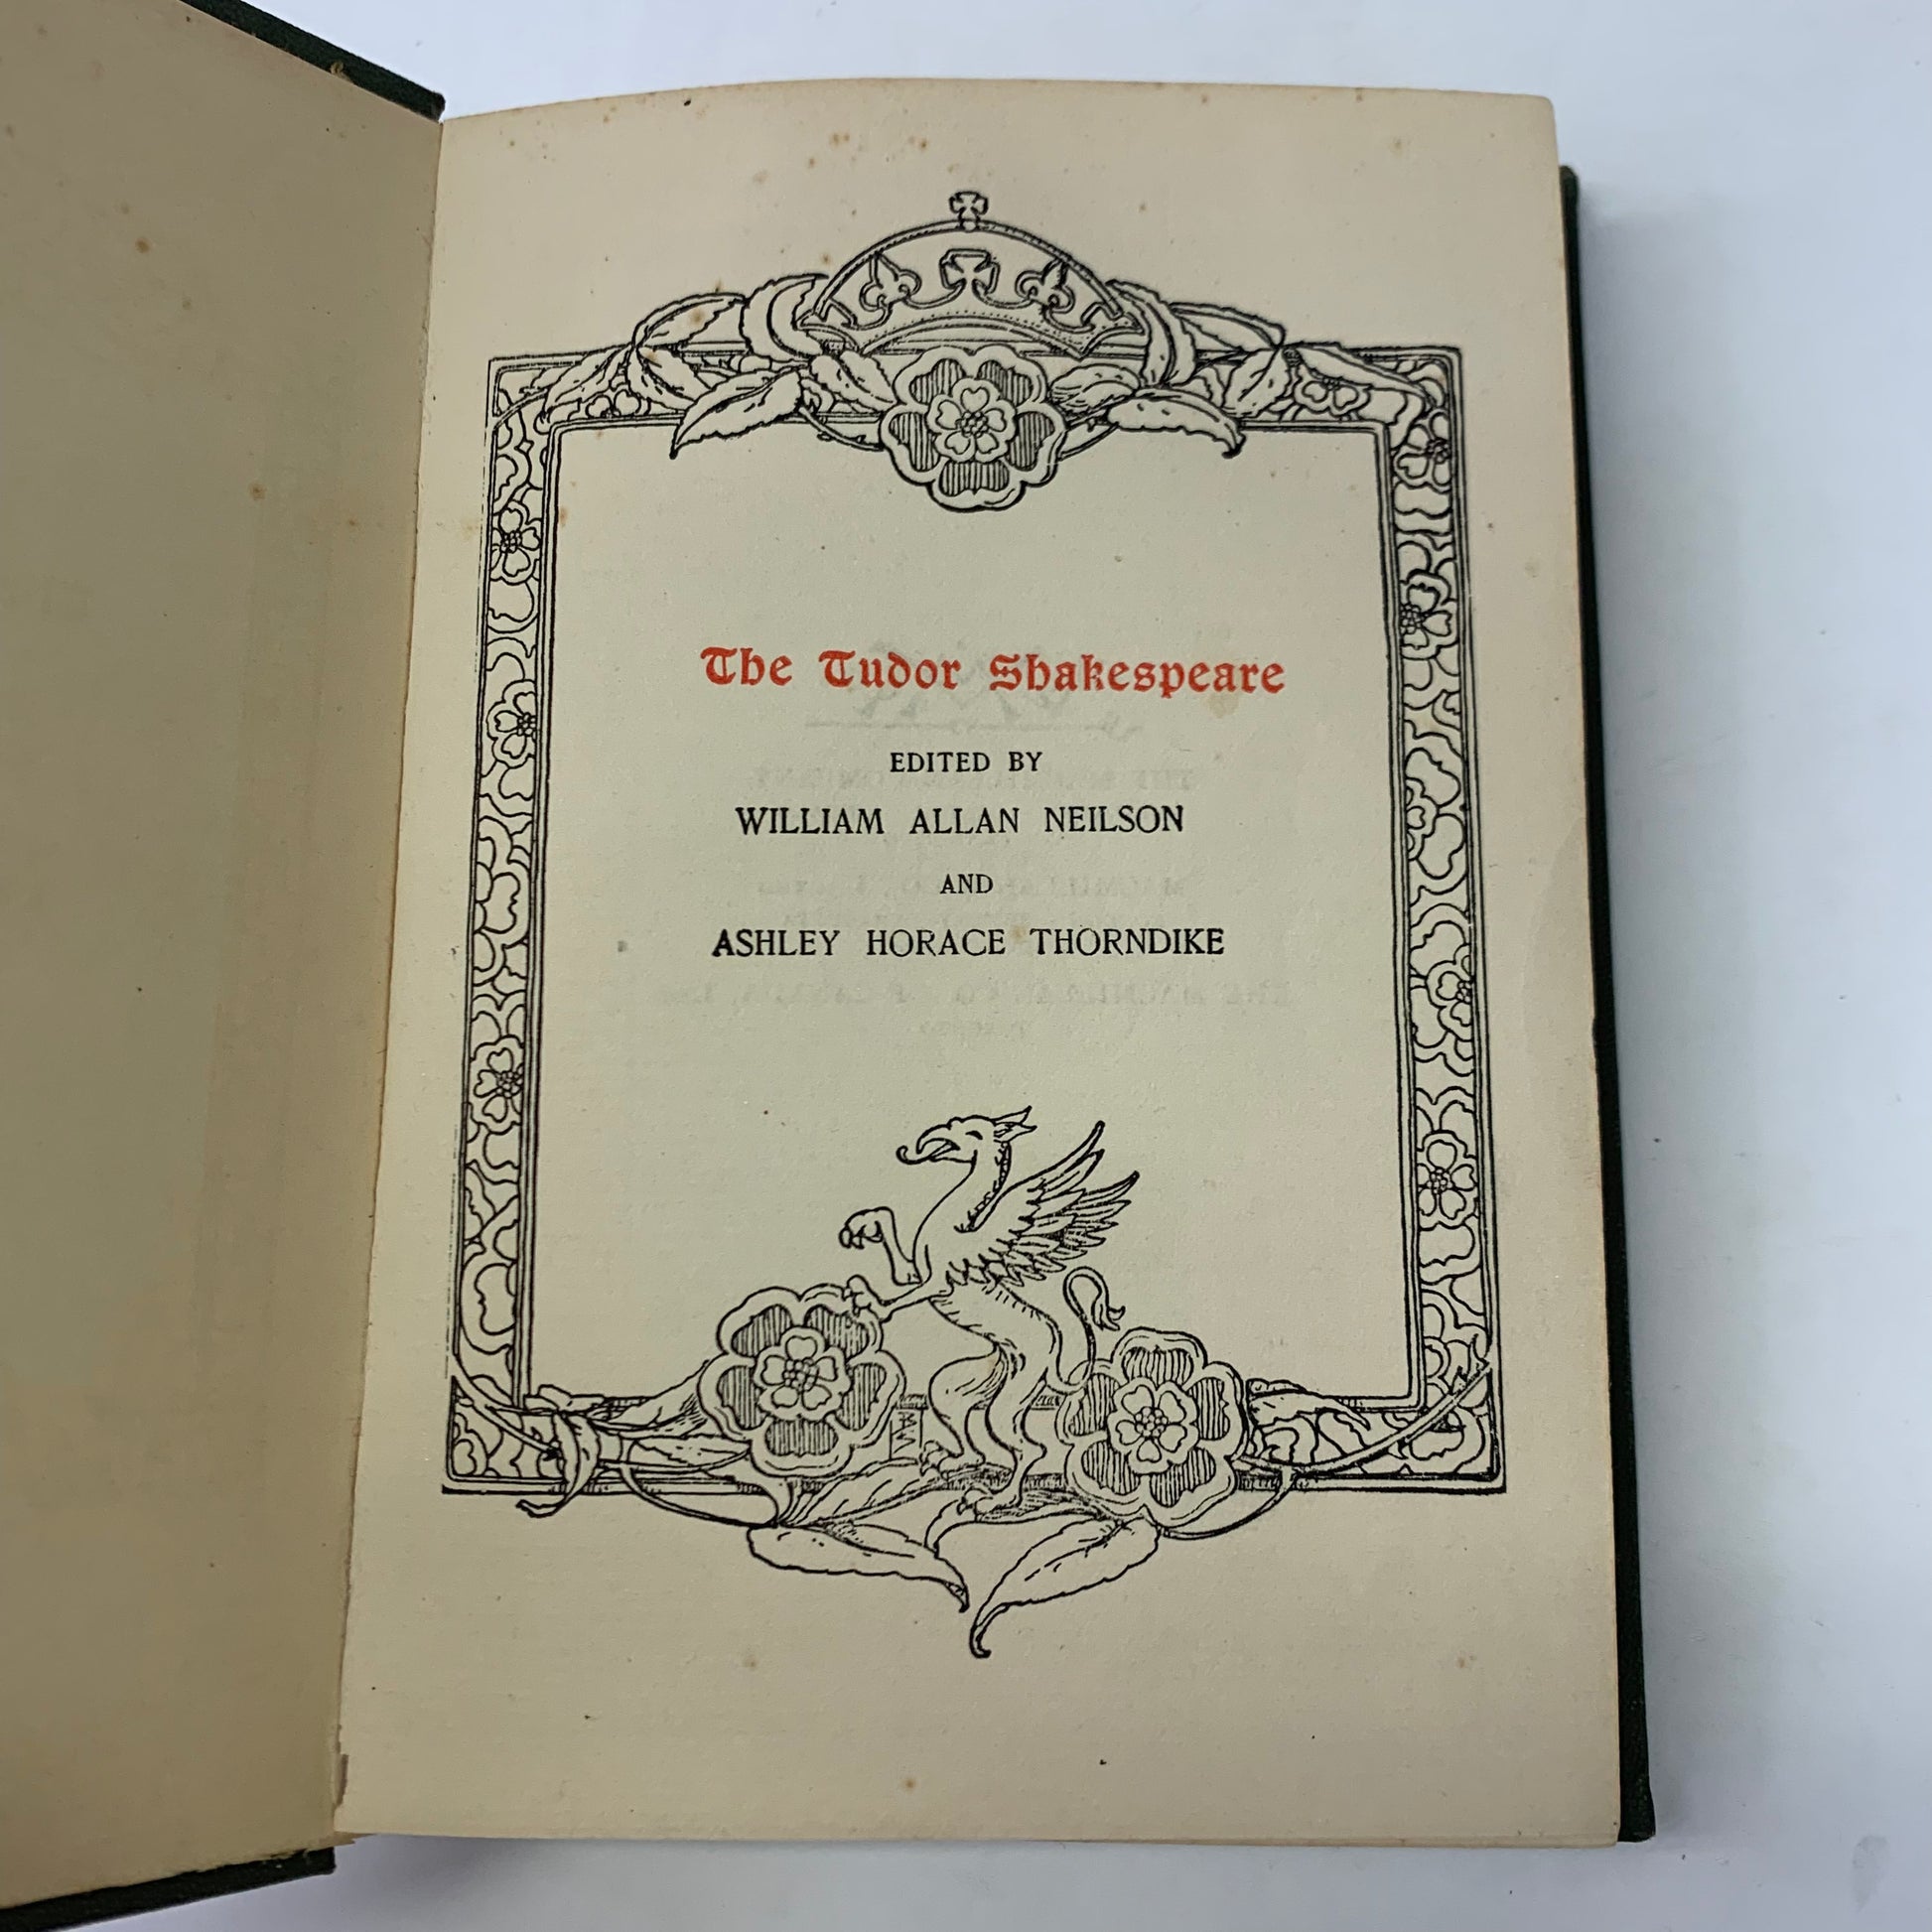 The Tudor Shakespeare
EDITED BY
WILLIAM ALLAN NEILSON
AND
ASHLEY HORACE THORNDIKE